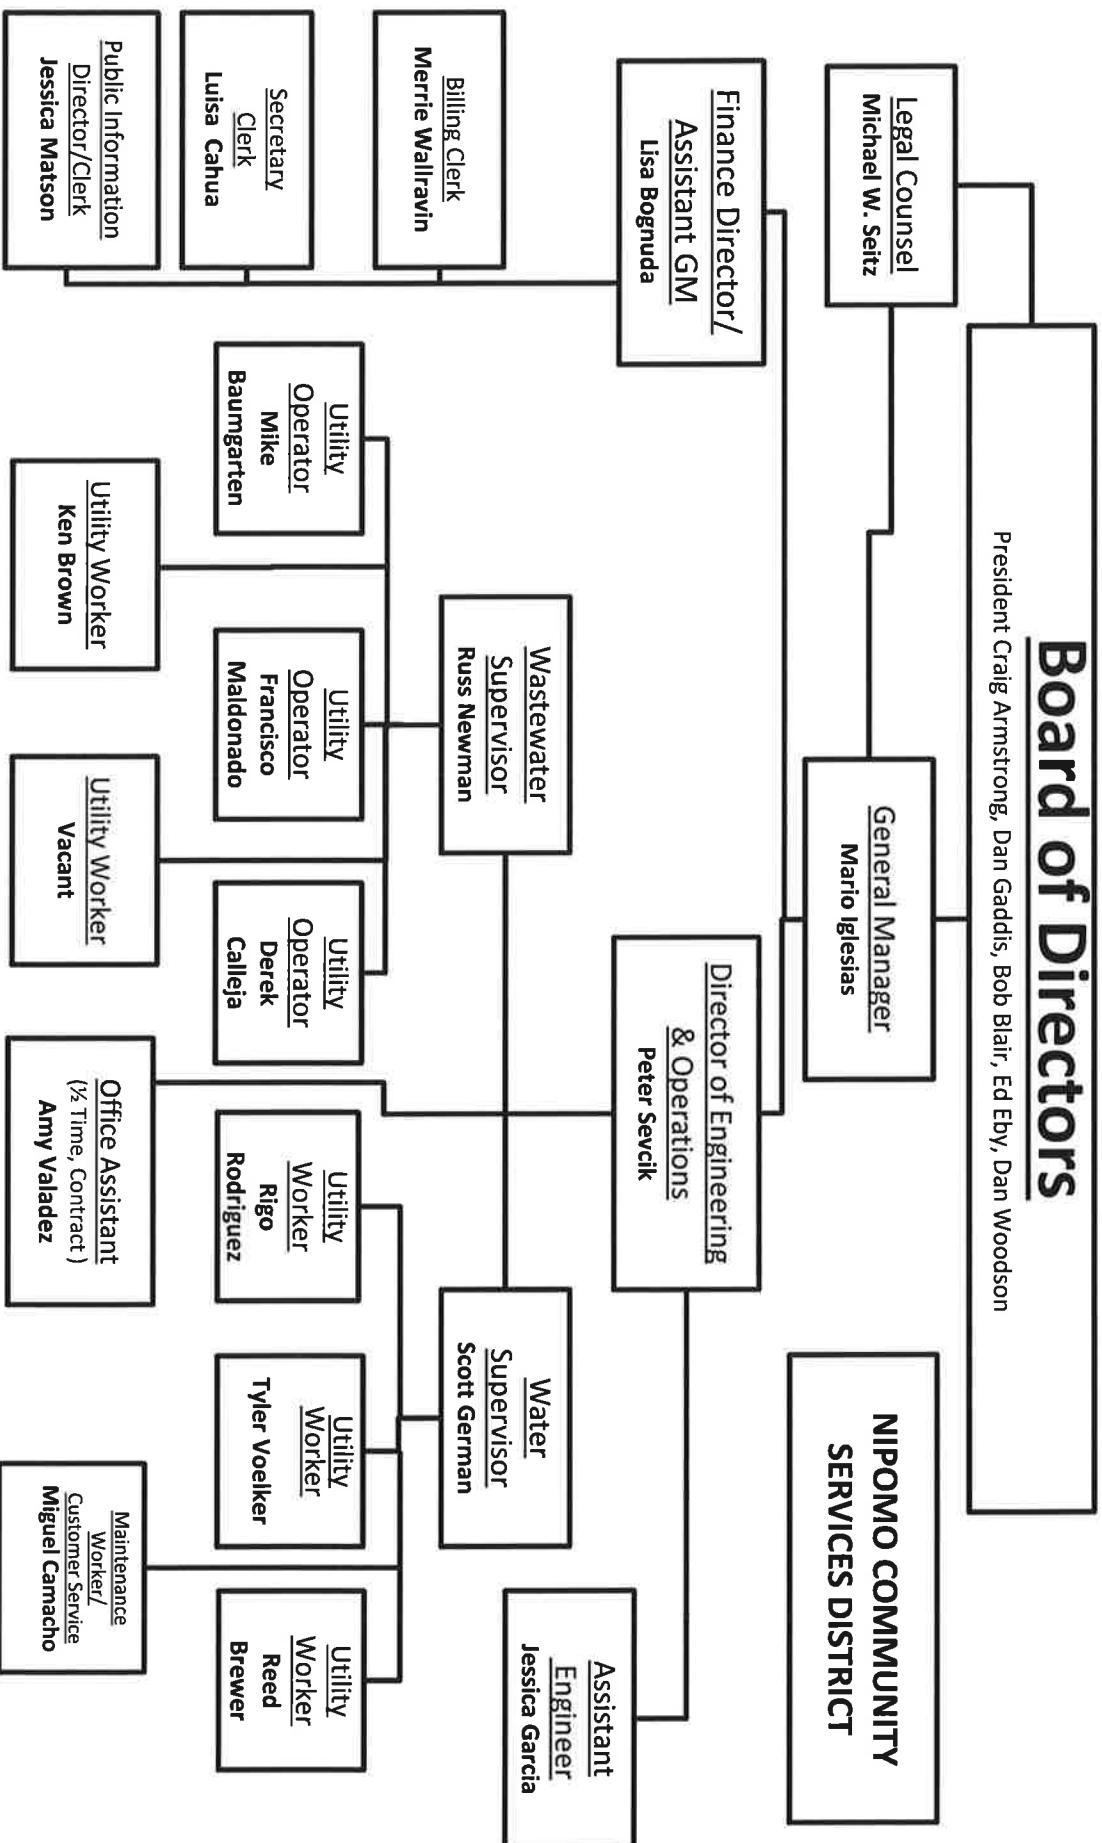 Board of Directors
President Craig Armstrong, Dan Gaddis, Bob Blair, Ed Eby, Dan Woodson
NIPOMO COMMUNITY
SERVICES DISTRICT
Legal Counsel
Michael W. Seitz
General Manager
Mario Iglesias
Finance Director/
Assistant GM
Lisa Bognuda
Director of Engineering
& Operations
Peter Sevcik
Assistant
Engineer
Jessica Garcia
Billing Clerk
Merrie Wallravin
Wastewater
Supervisor
Russ Newman
Water
Supervisor
Scott German
Secretary
Clerk
Luisa Cahua
Utility
Operator
Mike
Baumgarten
Utility
Operator
Francisco
Maldonado
Utility
Operator
Derek
Calleja
Utility
Worker
Rigo
Rodriguez
Utility
Worker
Tyler Voelker
Utility
Worker
Reed
Brewer
Public Information
Director/Clerk
Jessica Matson
Utility Worker
Ken Brown
Utility Worker
Vacant
Office Assistant
(½ Time, Contract )
Amy Valadez
Maintenance
Worker/
Customer Service
Miguel Camacho